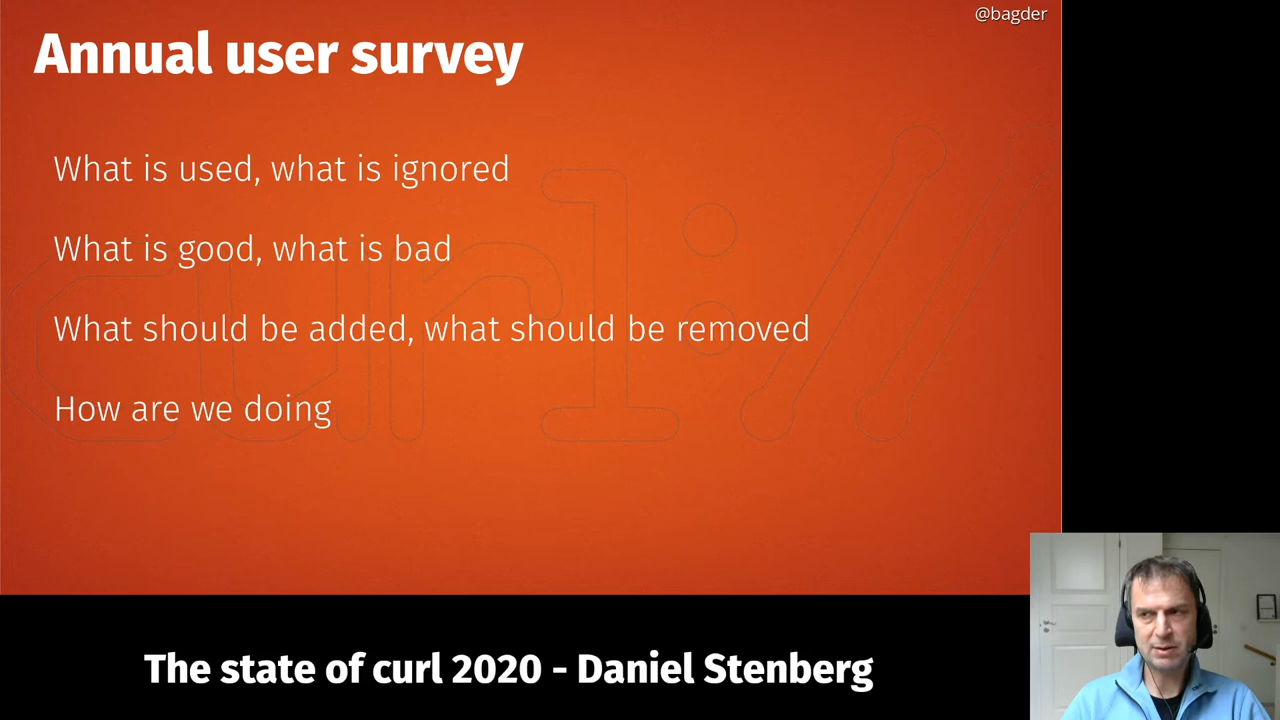 @bagder
Annual user survey
What is used, what is ignored
What is good, what is bad
What should be added, what should be removed
How are we doing
curl://
The state of curl 2020 - Daniel Stenberg